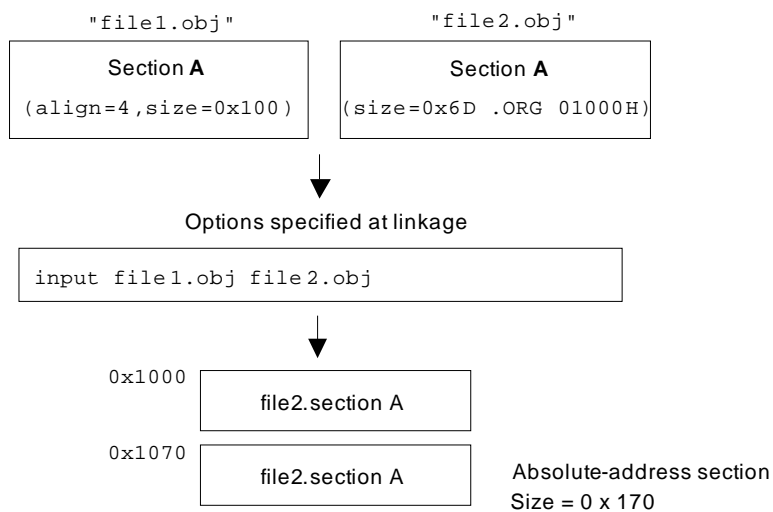 "file1.obj"
"file2.obj"
Section A
(align=4,size=0x100)
Section A
(size=0x6D .ORG 01000H)
Options specified at linkage
input file1.obj file2.obj
0x1000
file2.section A
0x1070
file2.section A
Absolute-address section
Size = 0 x 170